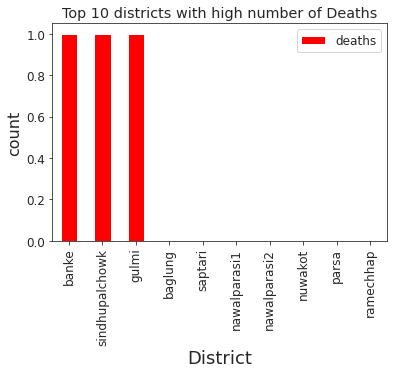 Top 10 districts with high number of Deaths
deaths
count
1.0
0.8
0.6
0.4
0.2
0.0
banke
sindhupalchowk
gulmi
baglung
saptari
nawalparasi1
nawalparasi2
nuwakot
parsa
ramechhap
District